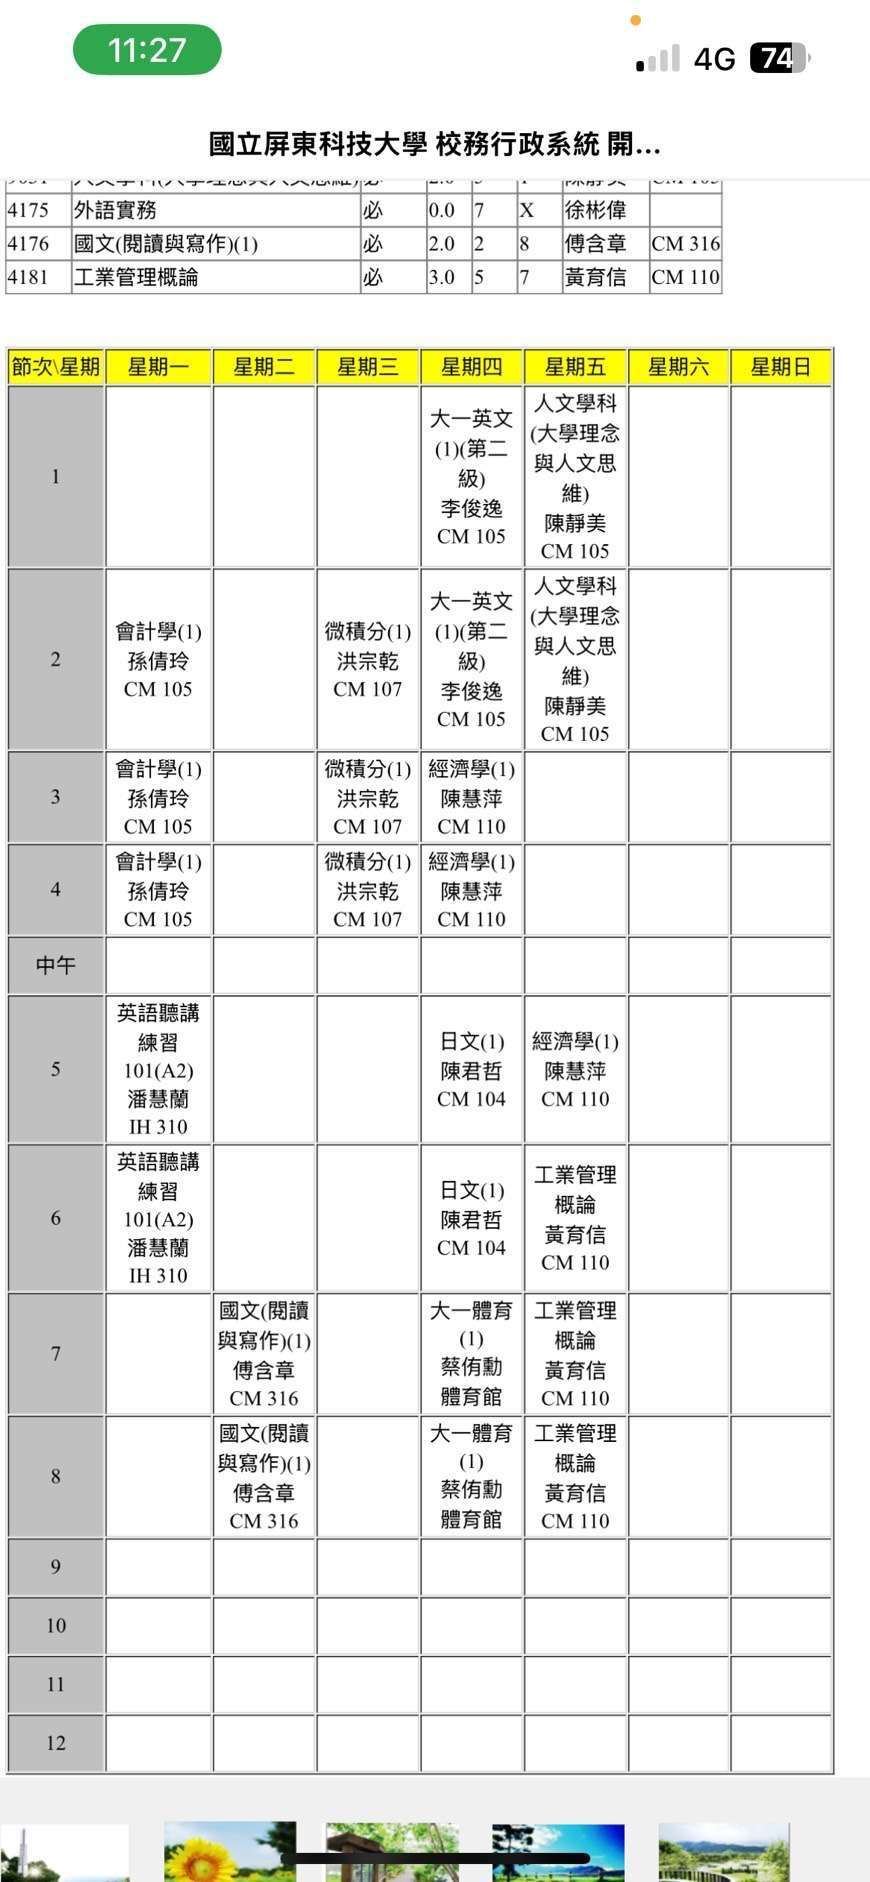 11:27
4G 74
國立屏東科技大學 校務行政系統 開...
4175 外語實務 必 0.0 7 X 徐彬偉
4176 國文(閱讀與寫作)(1) 必 2.0 2 8 傅含章 CM 316
4181 工業管理概論 必 3.0 5 7 黃育信 CM 110
節次\星期 星期一 星期二 星期三 星期四 星期五 星期六 星期日
1
大一英文
(1)(第二
級)
李俊逸
CM 105
人文學科
(大學理念
與人文思
維)
陳靜美
CM 105
2
會計學(1)
孫倩玲
CM 105
微積分(1)
洪宗乾
CM 107
大一英文
(1)(第二
級)
李俊逸
CM 105
人文學科
(大學理念
與人文思
維)
陳靜美
CM 105
3
會計學(1)
孫倩玲
CM 105
微積分(1)
洪宗乾
CM 107
經濟學(1)
陳慧萍
CM 110
4
會計學(1)
孫倩玲
CM 105
微積分(1)
洪宗乾
CM 107
經濟學(1)
陳慧萍
CM 110
中午
5
英語聽講
練習
101(A2)
潘慧蘭
IH 310
日文(1)
陳君哲
CM 104
經濟學(1)
陳慧萍
CM 110
6
英語聽講
練習
101(A2)
潘慧蘭
IH 310
日文(1)
陳君哲
CM 104
工業管理
概論
黃育信
CM 110
7
國文(閱讀
與寫作)(1)
傅含章
CM 316
大一體育
(1)
蔡侑勳
體育館
工業管理
概論
黃育信
CM 110
8
國文(閱讀
與寫作)(1)
傅含章
CM 316
大一體育
(1)
蔡侑勳
體育館
工業管理
概論
黃育信
CM 110
9
10
11
12